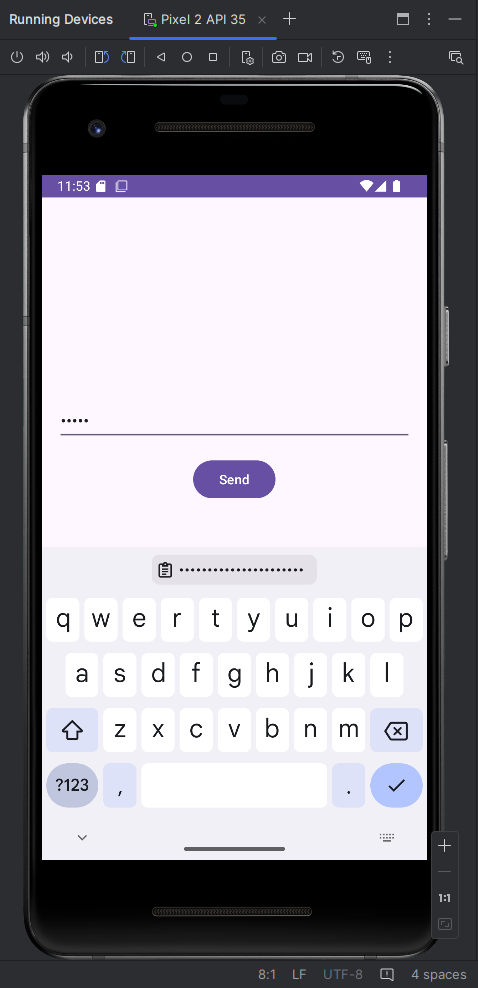 Running Devices Pixel 2 API 35
11:53
•••••
Send
••••••••••••••••••••••
q w e r t y u i o p
a s d f g h j k l
z x c v b n m
?123 , .
1:1
8:1 LF UTF-8 4 spaces